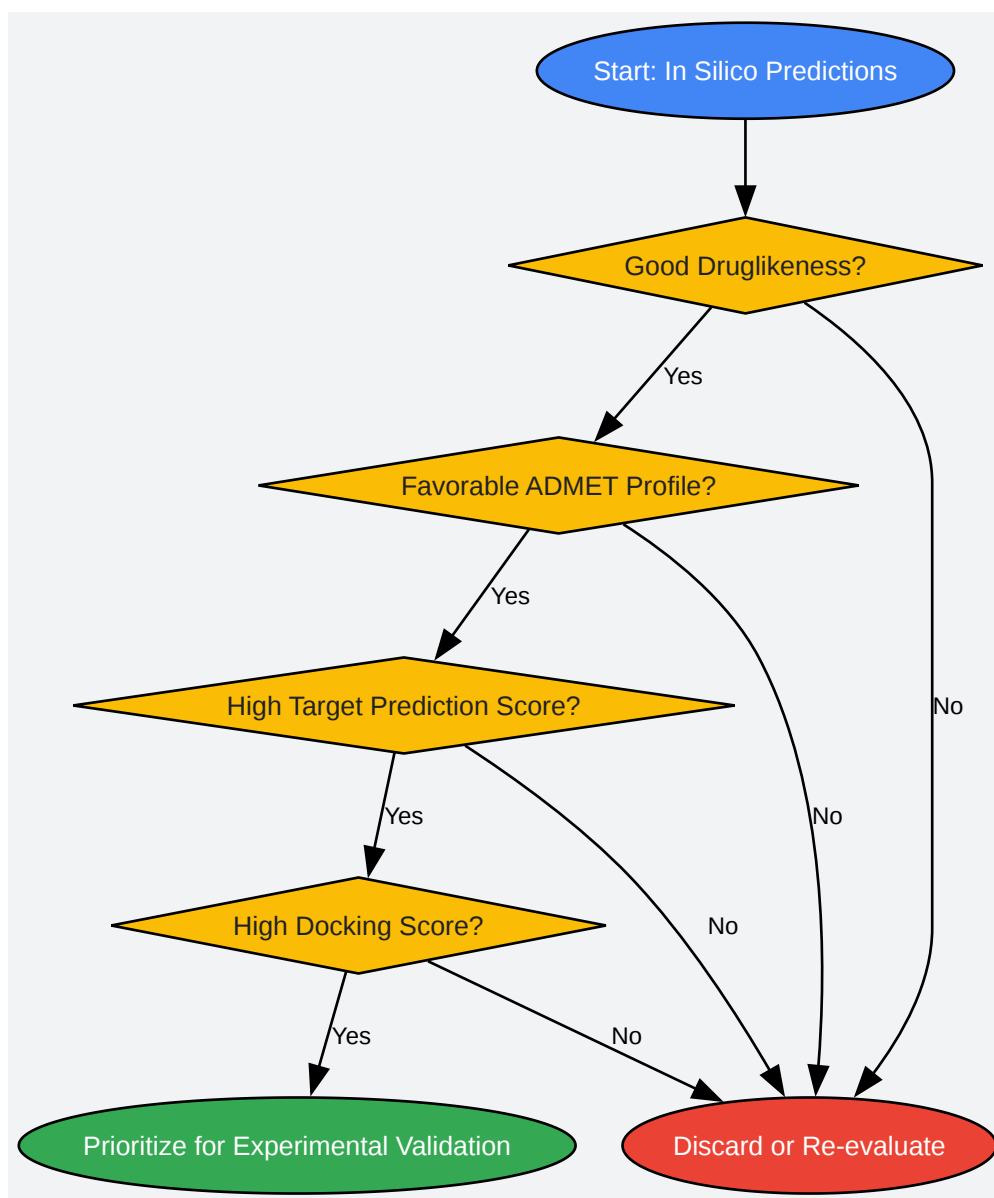 Start: In Silico Predictions
Good Druglikeness?
Yes
Favorable ADMET Profile?
Yes
High Target Prediction Score?
No
Yes
No
High Docking Score?
No
Yes
No
Prioritize for Experimental Validation
Discard or Re-evaluate